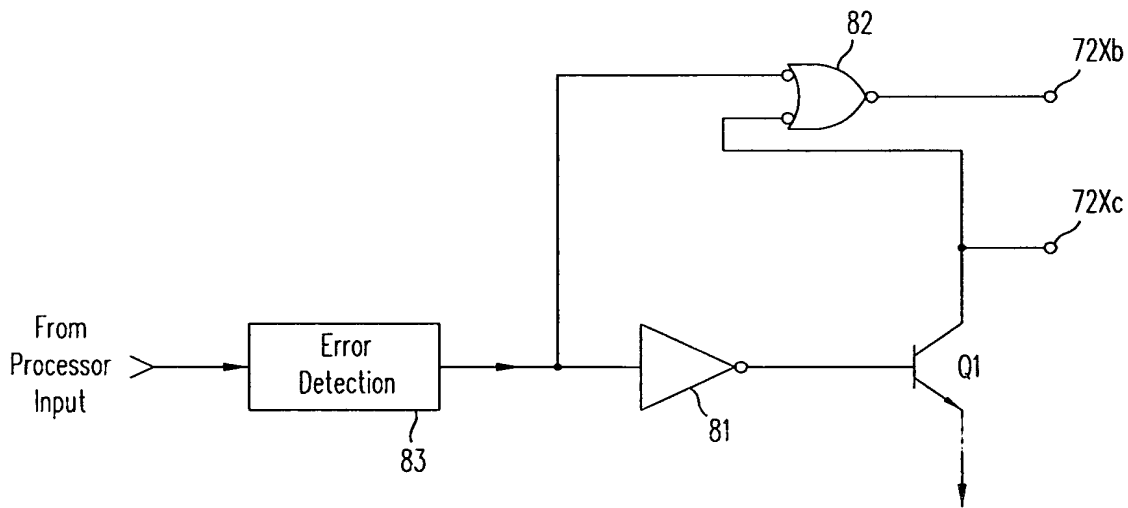 82
72Xb
72Xc
From
Processor
Input
Error
Detection
83
81
Q1